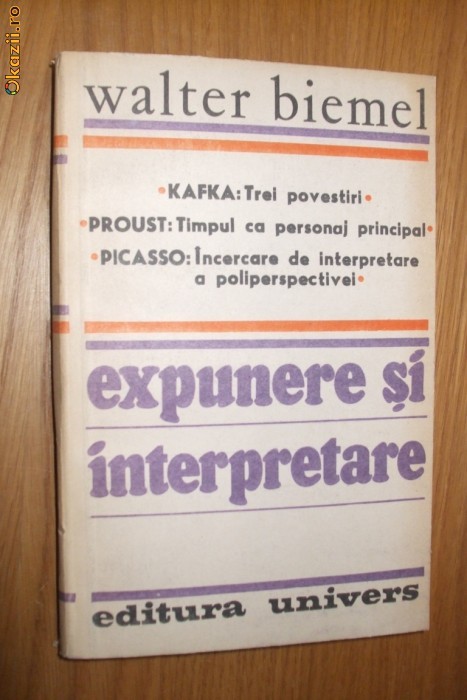 Okazii.ro
walter biemel
•KAFKA: Trei povestiri•
•PROUST: Timpul ca personaj principal•
•PICASSO: Încercare de interpretare
a poliperspectivei•
expunere și
interpretare
editura univers